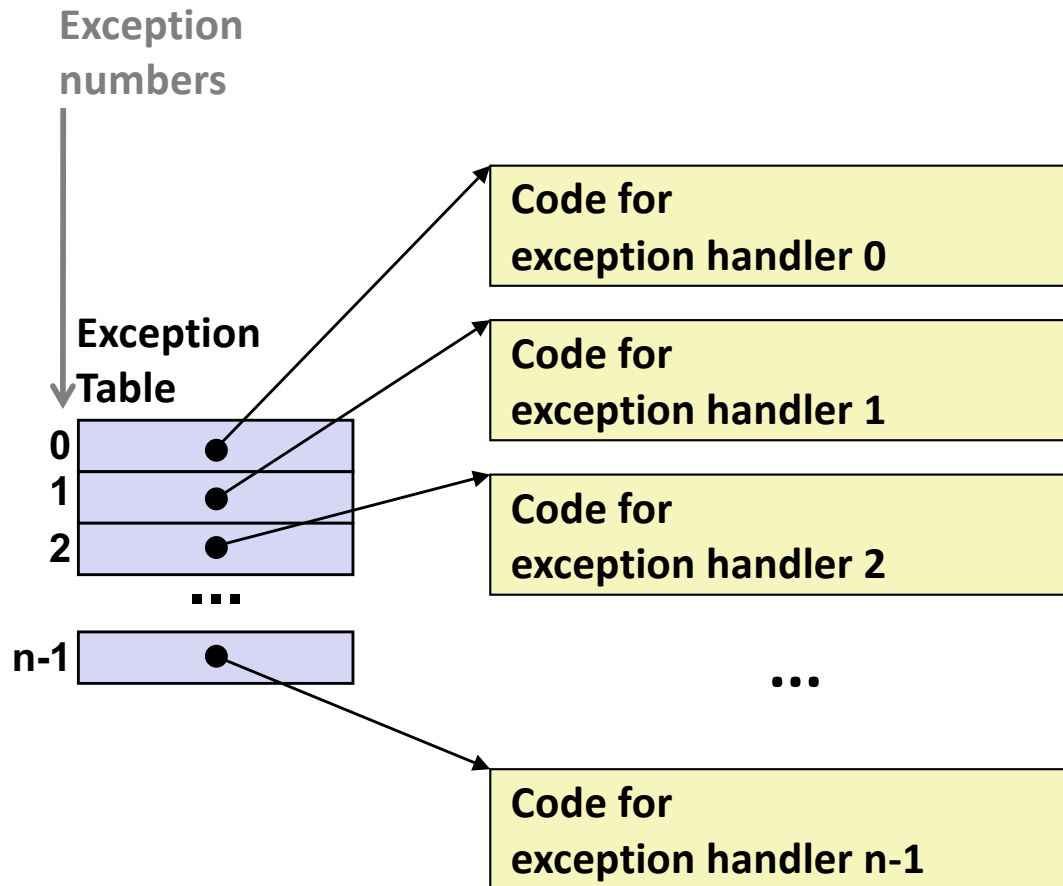 Exception
numbers
Code for
exception handler 0
Exception
Table
Code for
exception handler 1
0
1
2
...
n-1
Code for
exception handler 2
...
Code for
exception handler n-1